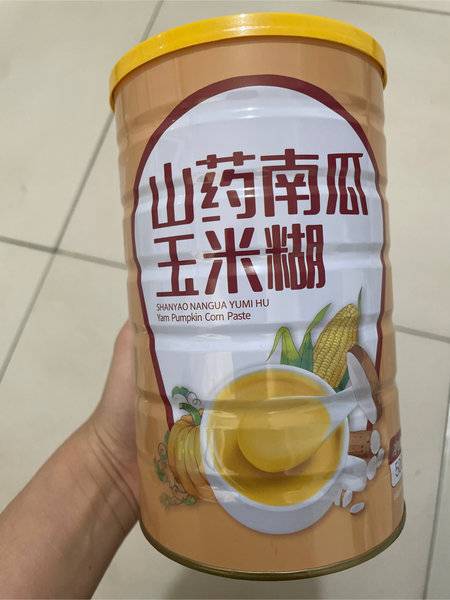 山药南瓜
玉米糊
SHANYAO NANGUA YUMI HU
Yam Pumpkin Corn Paste